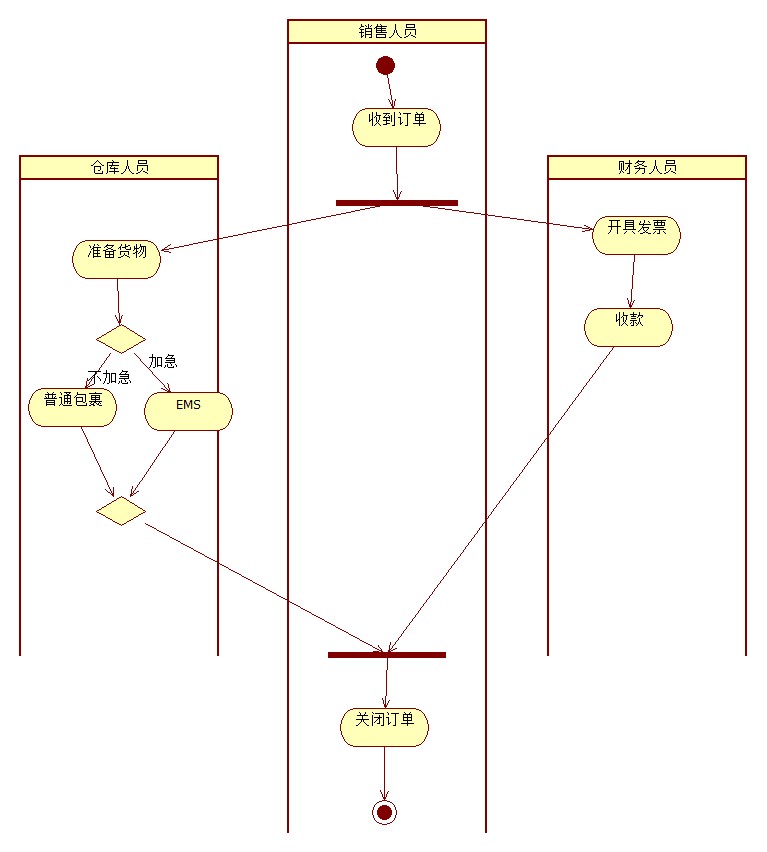 销售人员
收到订单
仓库人员
财务人员
开具发票
准备货物
收款
加急
不加急
普通包裹
EMS
关闭订单